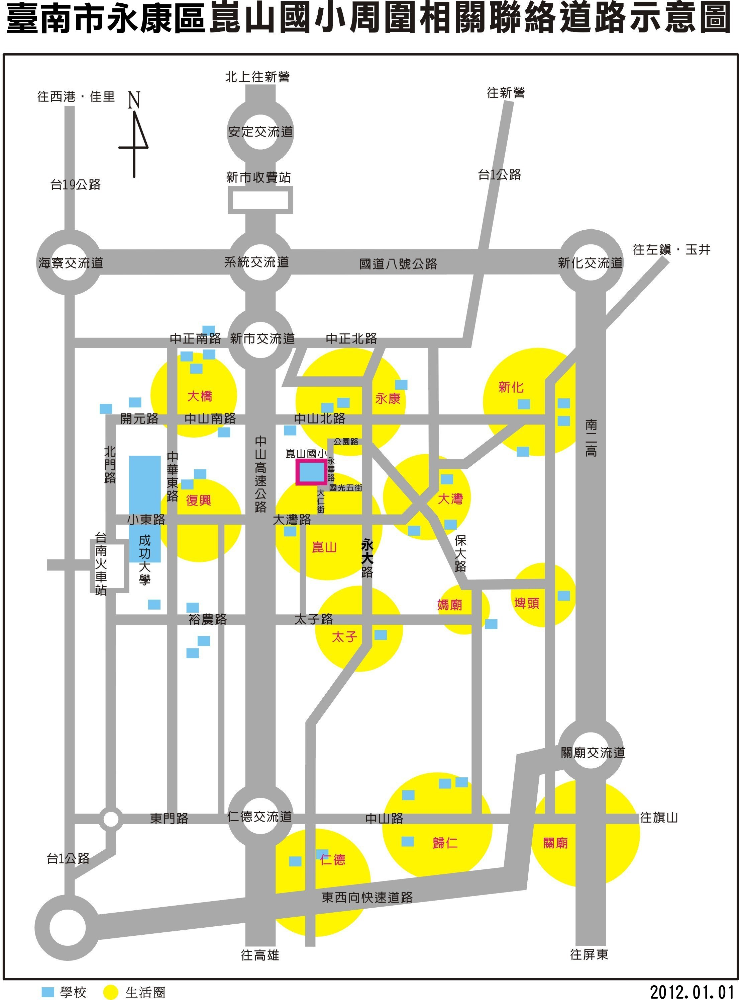 臺南市永康區崑山國小周圍相關聯絡道路示意圖
北上往新營
往西港·佳里
N
往新營
安定交流道
新市收費站
台19公路
台1公路
往左鎮·玉井
海寮交流道
系統交流道
國道八號公路
新化交流道
中正南路
新市交流道
中正北路
大橋
永康
新化
開元路
中山南路
中山北路
南二高
公園路
北門路
中華東路
中山高速公路
崑山國小
永華路
國光五街
大仁街
復興
大灣
小東路
大灣路
成功大學
台南火車站
崑山
永大路
保大路
媽廟
埤頭
裕農路
太子路
太子
關廟交流道
東門路
仁德交流道
中山路
往旗山
歸仁
關廟
台1公路
仁德
東西向快速道路
往高雄
往屏東
學校
生活圈
2012.01.01